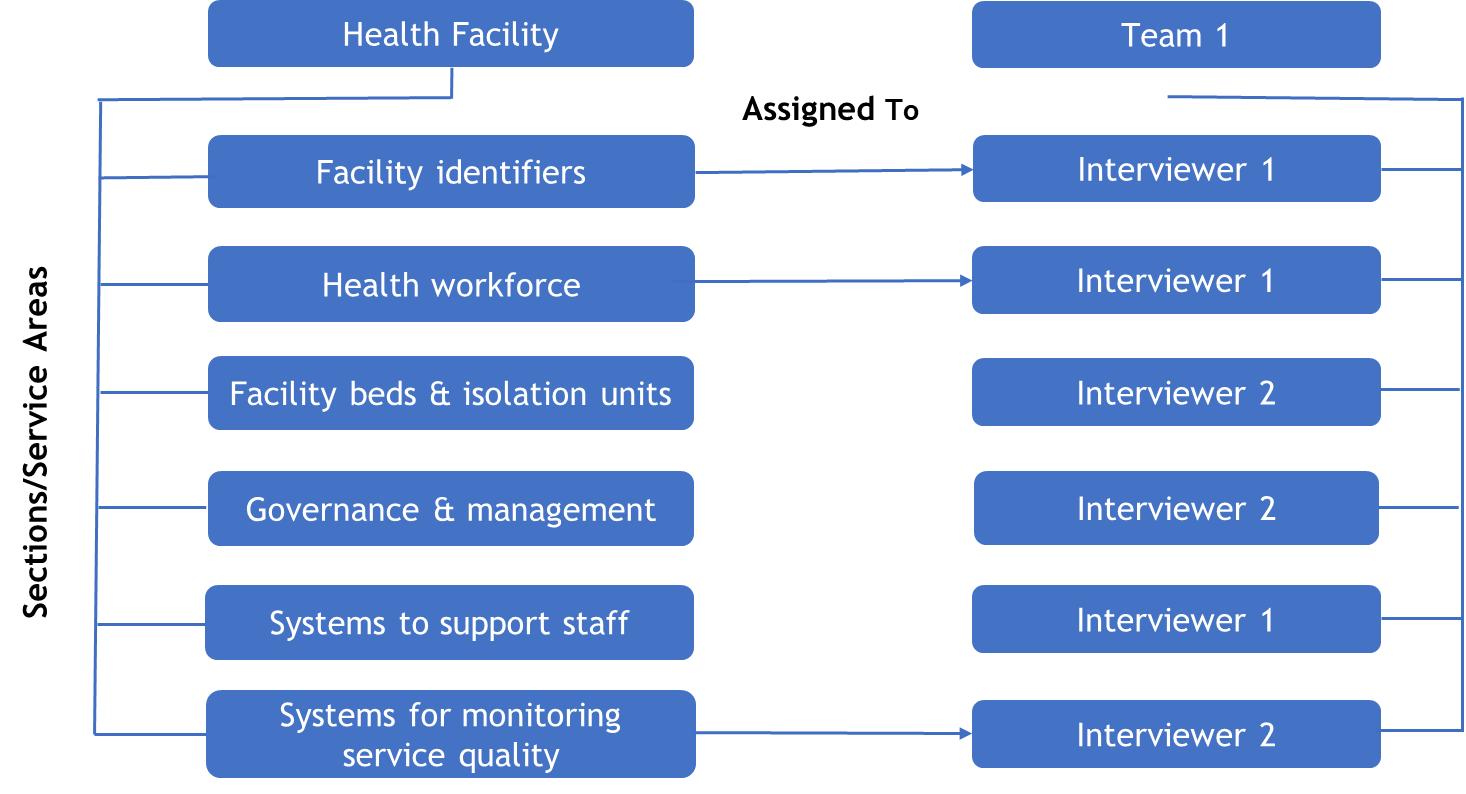 Health Facility
Team 1
Assigned To
Facility identifiers
Interviewer 1
Health workforce
Interviewer 1
Facility beds & isolation units
Interviewer 2
Governance & management
Interviewer 2
Systems to support staff
Interviewer 1
Systems for monitoring
service quality
Interviewer 2
Sections/Service Areas